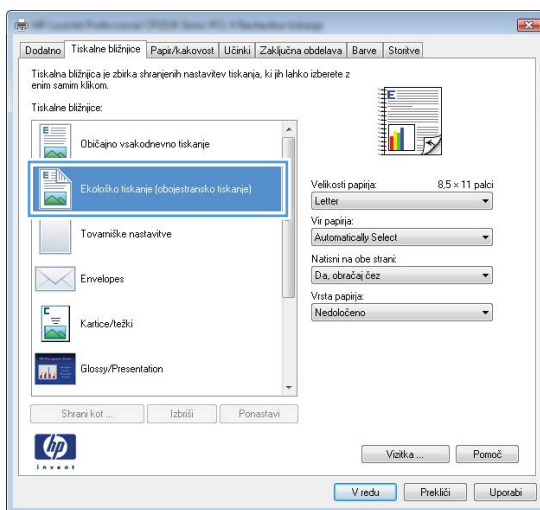 Dodatno Tiskalne bližnjice Papir/kakovost Učinki Zaključna obdelava Barve Storitve
Tiskalna bližnjica je zbirka shranjenih nastavitev tiskanja, ki jih lahko izberete z
enim samim klikom.
Tiskalne bližnjice:
Običajno vsakodnevno tiskanje
Ekološko tiskanje (obojestransko tiskanje)
Tovarniške nastavitve
Envelopes
Kartice/težki
Glossy/Presentation
Velikosti papirja: 8,5 × 11 palci
Letter
Vir papirja:
Automatically Select
Natisni na obe strani:
Da, obračaj čez
Vrsta papirja:
Nedoločeno
Shrani kot ... Izbriši Ponastavi
hp
invent
Vizitka ... Pomoč
V redu Prekliči Uporabi